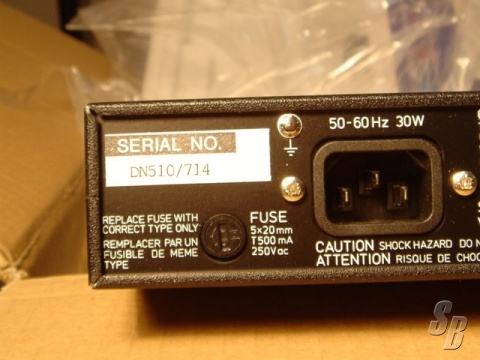 SERIAL NO.
DN510/714
50-60Hz 30W
REPLACE FUSE WITH
CORRECT TYPE ONLY
REMPLACER PAR UN
FUSIBLE DE MEME
TYPE
FUSE
5x20mm
T500mA
250Vac
CAUTION SHOCK HAZARD DO
ATTENTION RISQUE DE
SB